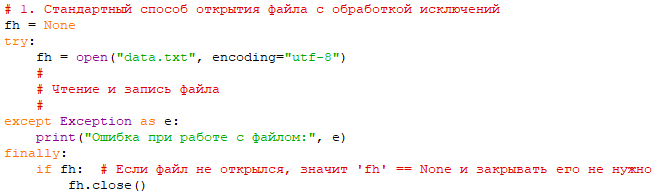 # 1. Стандартный способ открытия файла с обработкой исключений
fh = None
try:
    fh = open("data.txt", encoding="utf-8")
    #
    # Чтение и запись файла
    #
except Exception as e:
    print("Ошибка при работе с файлом:", e)
finally:
    if fh:  # Если файл не открылся, значит 'fh' == None и закрывать его не нужно
        fh.close()